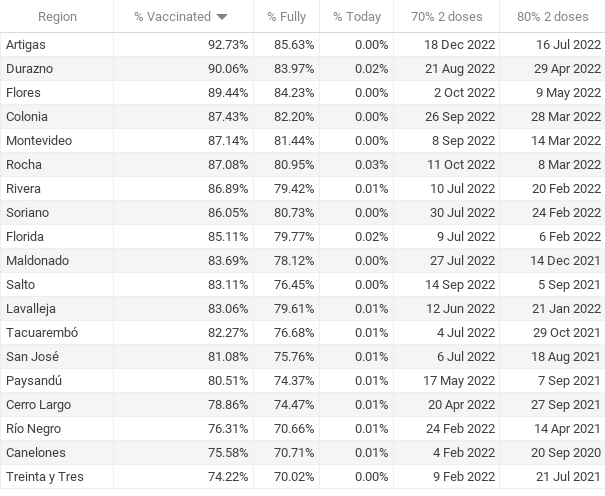 Region % Vaccinated % Fully % Today 70% 2 doses 80% 2 doses
Artigas 92.73% 85.63% 0.00% 18 Dec 2022 16 Jul 2022
Durazno 90.06% 83.97% 0.02% 21 Aug 2022 29 Apr 2022
Flores 89.44% 84.23% 0.00% 2 Oct 2022 9 May 2022
Colonia 87.43% 82.20% 0.00% 26 Sep 2022 28 Mar 2022
Montevideo 87.14% 81.44% 0.00% 8 Sep 2022 14 Mar 2022
Rocha 87.08% 80.95% 0.03% 11 Oct 2022 8 Mar 2022
Rivera 86.89% 79.42% 0.01% 10 Jul 2022 20 Feb 2022
Soriano 86.05% 80.73% 0.00% 30 Jul 2022 24 Feb 2022
Florida 85.11% 79.77% 0.02% 9 Jul 2022 6 Feb 2022
Maldonado 83.69% 78.12% 0.00% 27 Jul 2022 14 Dec 2021
Salto 83.11% 76.45% 0.00% 14 Sep 2022 5 Sep 2021
Lavalleja 83.06% 79.61% 0.01% 12 Jun 2022 21 Jan 2022
Tacuarembó 82.27% 76.68% 0.01% 4 Jul 2022 29 Oct 2021
San José 81.08% 75.76% 0.01% 6 Jul 2022 18 Aug 2021
Paysandú 80.51% 74.37% 0.01% 17 May 2022 7 Sep 2021
Cerro Largo 78.86% 74.47% 0.01% 20 Apr 2022 27 Sep 2021
Río Negro 76.31% 70.66% 0.01% 24 Feb 2022 14 Apr 2021
Canelones 75.58% 70.71% 0.01% 4 Feb 2022 20 Sep 2020
Treinta y Tres 74.22% 70.02% 0.00% 9 Feb 2022 21 Jul 2021